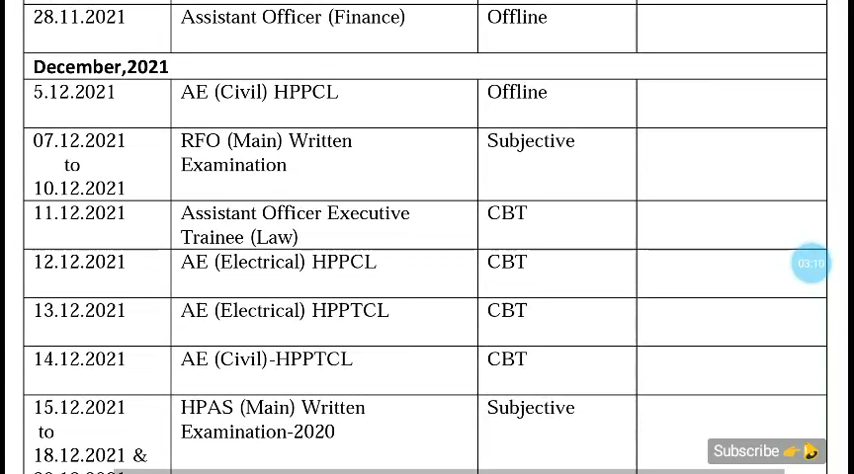 28.11.2021 Assistant Officer (Finance) Offline
December,2021
5.12.2021 AE (Civil) HPPCL Offline
07.12.2021 RFO (Main) Written Subjective
to Examination
10.12.2021
11.12.2021 Assistant Officer Executive CBT
Trainee (Law)
12.12.2021 AE (Electrical) HPPCL CBT
03:10
13.12.2021 AE (Electrical) HPPTCL CBT
14.12.2021 AE (Civil)-HPPTCL CBT
15.12.2021 HPAS (Main) Written Subjective
to Examination-2020
18.12.2021 &
Subscribe